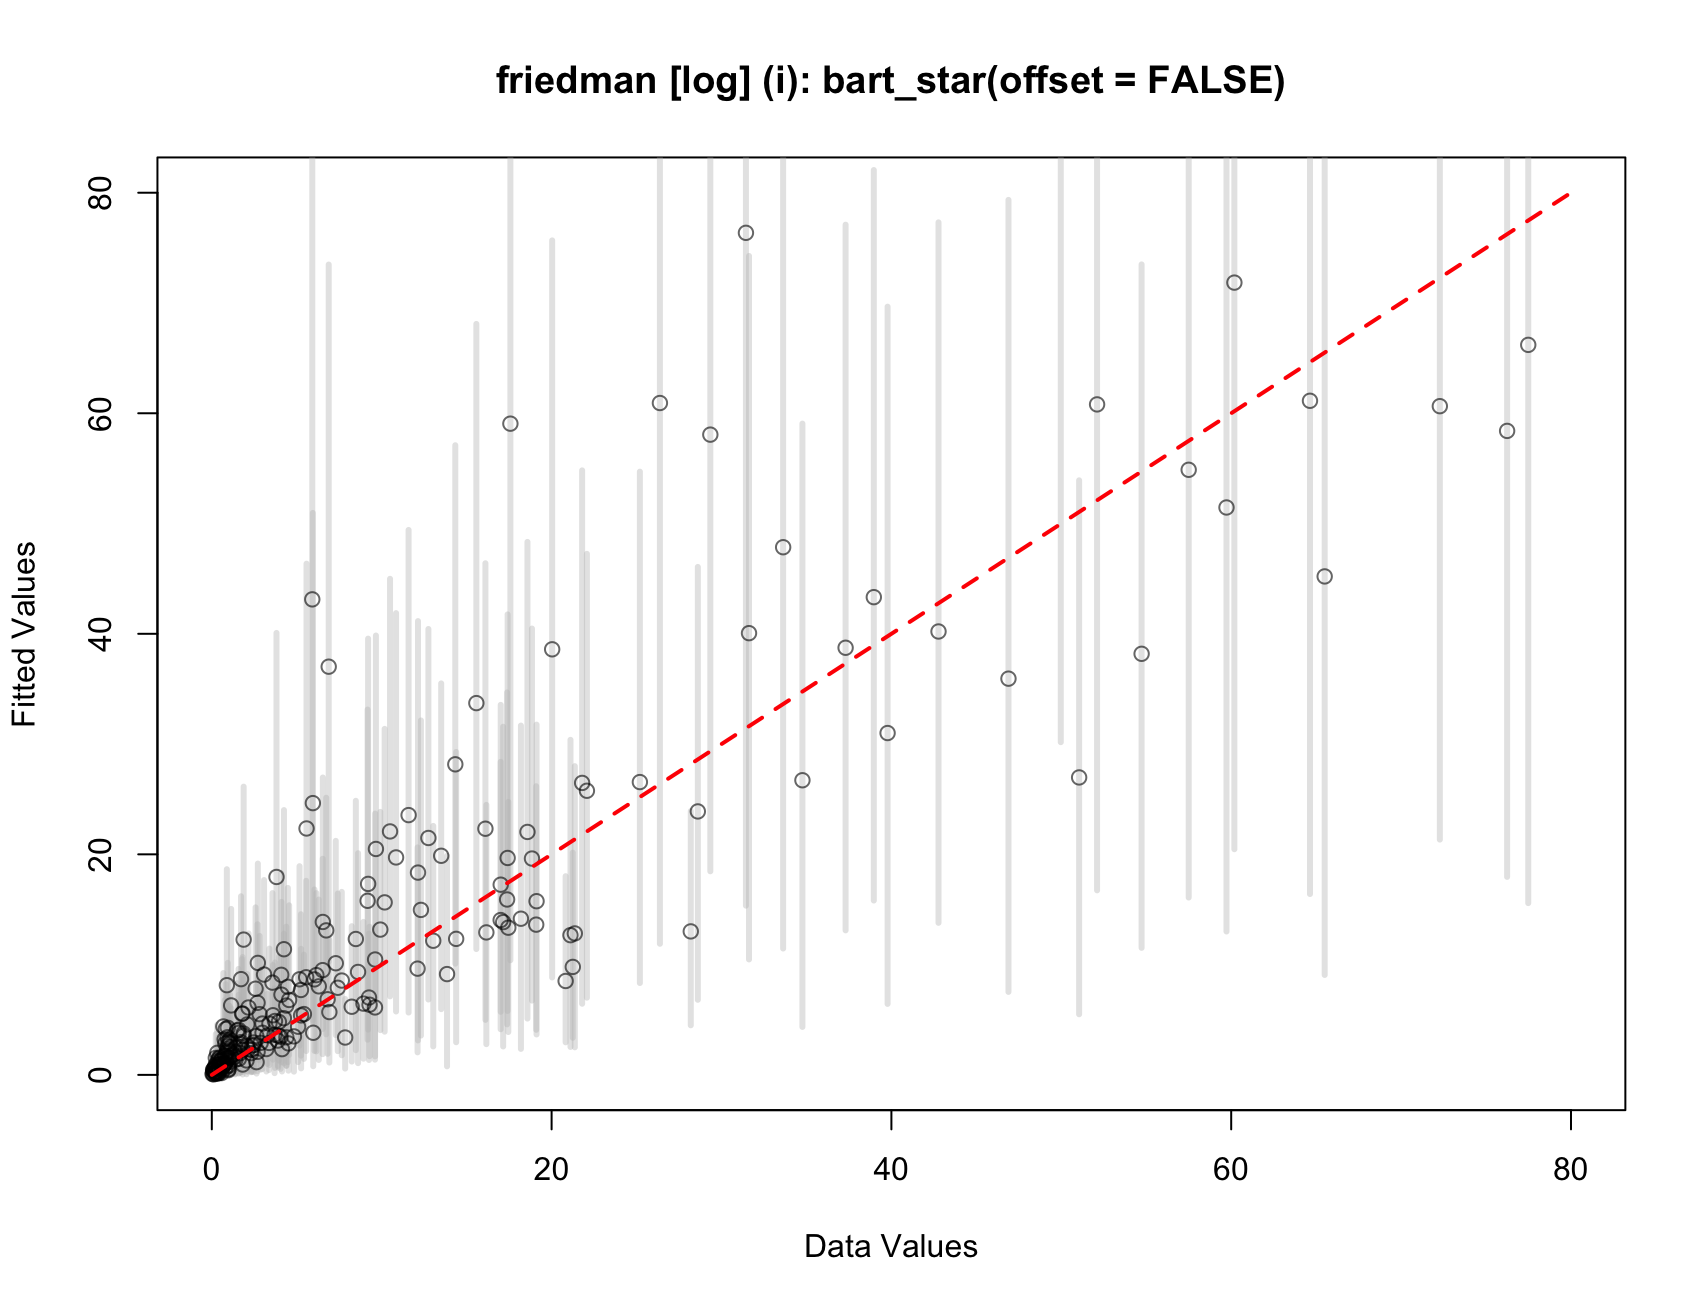 friedman [log] (i): bart_star(offset = FALSE)
Fitted Values
80
60
40
20
0
0 20 40 60 80
Data Values